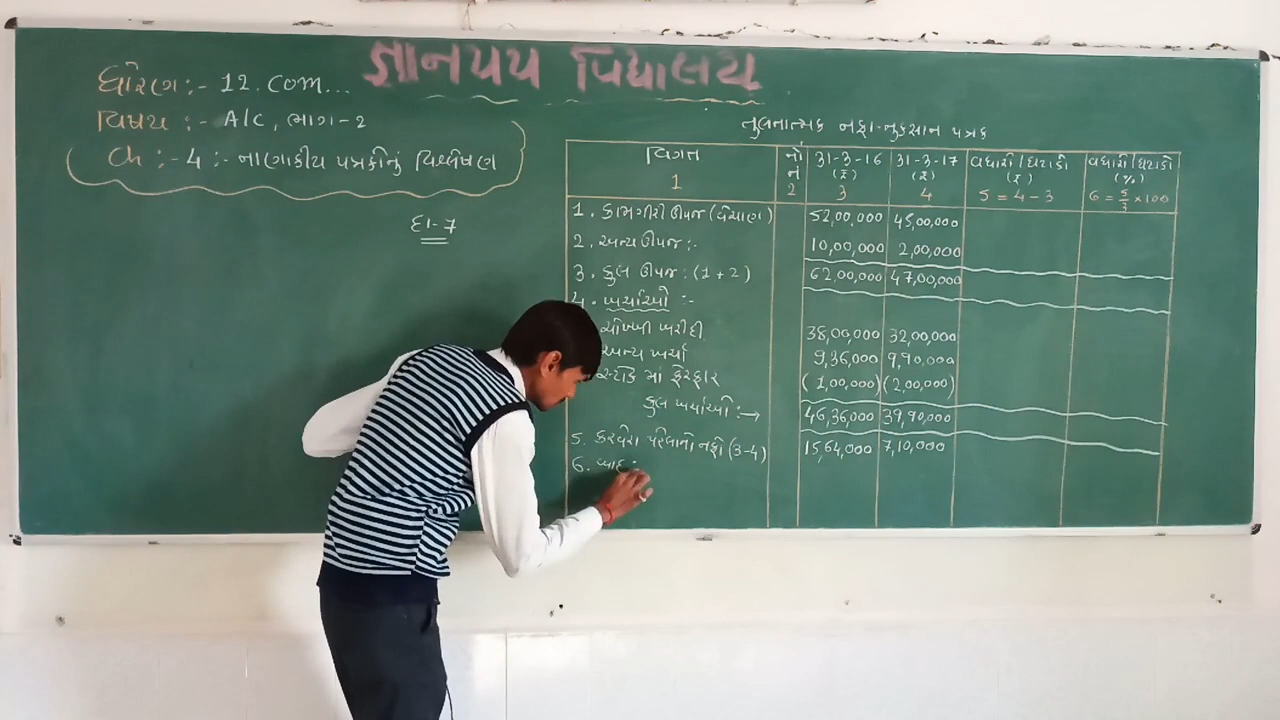 જ્ઞાનપથ વિદ્યાલય
ધોરણ :- 12. com...
વિષય :- A/c, ભાગ-2
Ch :- 4 :- નાણાકીય પત્રકોનું વિશ્લેષણ
દા-7
તુલનાત્મક નફા-નુકસાન પત્રક
વિગત નોંન 31-3-16 (₹) 31-3-17 (₹) વધારો/ઘટાડો (₹) વધારો/ઘટાડો (%)
1 2 3 4 5 = 4-3 6 = 5/3 × 100
1. કામગીરી ઊપજ (વેચાણ) 52,00,000 45,00,000
2. અન્ય ઊપજ :- 10,00,000 2,00,000
3. કુલ ઊપજ : (1+2) 62,00,000 47,00,000
4. ખર્ચાઓ :-
ચોખ્ખી ખરીદી 38,00,000 32,00,000
અન્ય ખર્ચા 9,36,000 9,90,000
સ્ટોક માં ફેરફાર (1,00,000) (2,00,000)
કુલ ખર્ચાઓ :→ 46,36,000 39,90,000
5. કરવેરા પહેલાનો નફો (3-4) 15,64,000 7,10,000
6. બાદ :